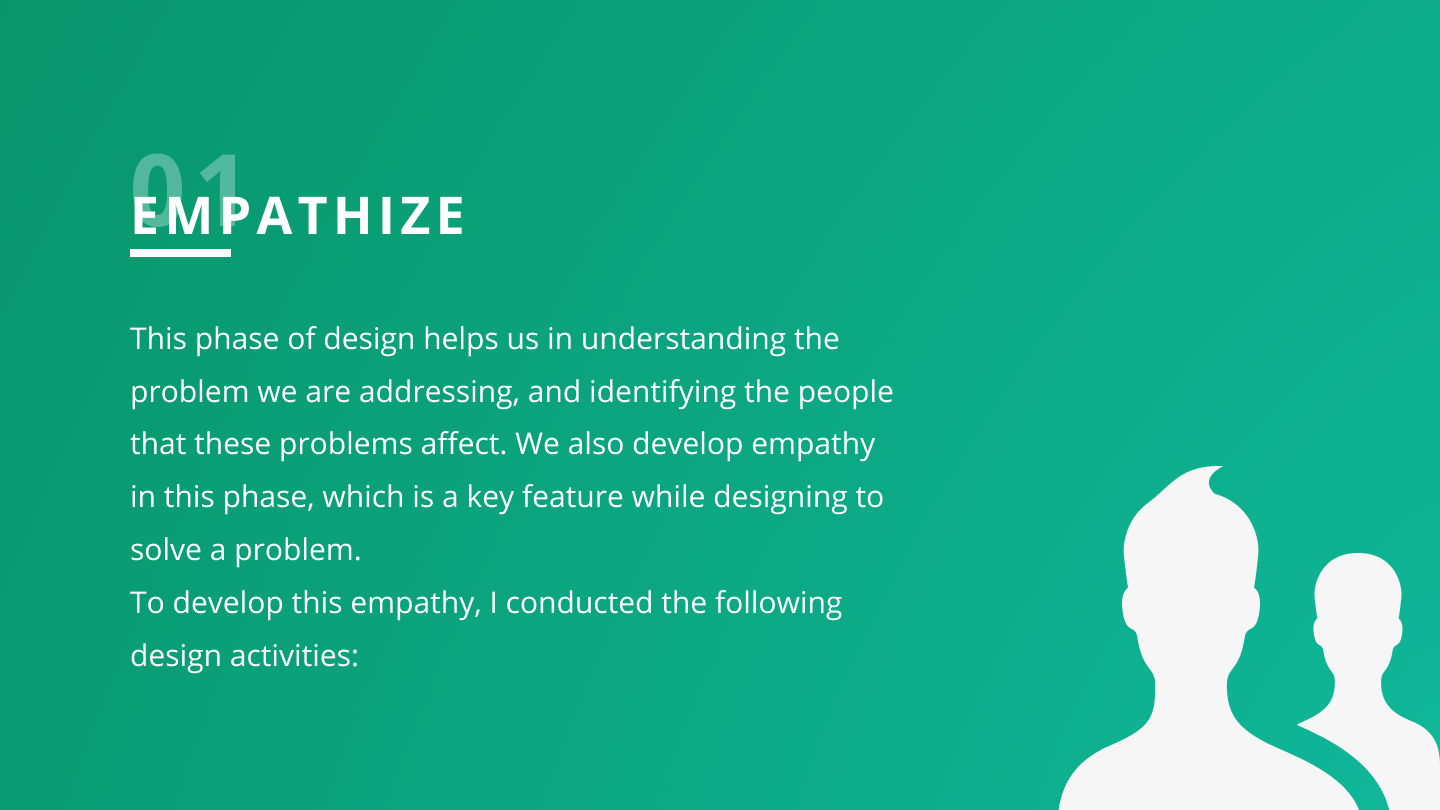 01
EMPATHIZE
This phase of design helps us in understanding the
problem we are addressing, and identifying the people
that these problems affect. We also develop empathy
in this phase, which is a key feature while designing to
solve a problem.
To develop this empathy, I conducted the following
design activities: